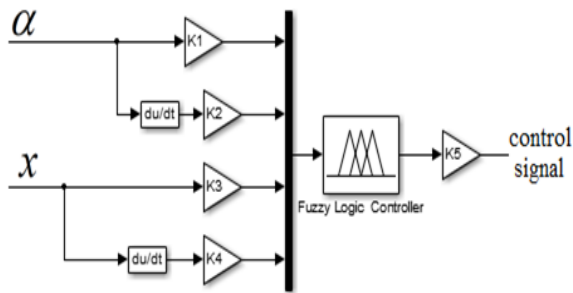 α
K1
du/dt
K2
x
K3
du/dt
K4
Fuzzy Logic Controller
K5
control
signal